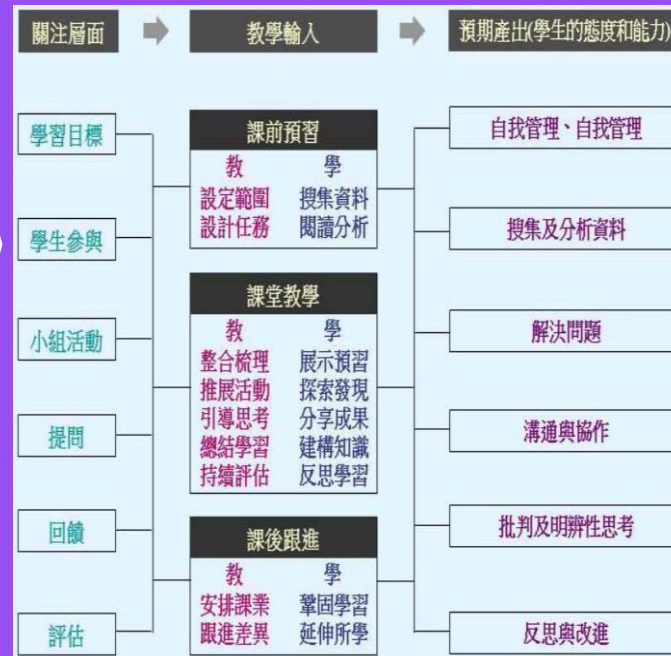 關注層面
教學輸入
預期產出(學生的態度和能力)
學習目標
學生參與
小組活動
提問
回饋
評估
課前預習
教 學
設定範圍 搜集資料
設計任務 閱讀分析
課堂教學
教 學
整合梳理 展示預習
推展活動 探索發現
引導思考 分享成果
總結學習 建構知識
持續評估 反思學習
課後跟進
教 學
安排課業 鞏固學習
跟進差異 延伸所學
自我管理、自我管理
搜集及分析資料
解決問題
溝通與協作
批判及明辨性思考
反思與改進